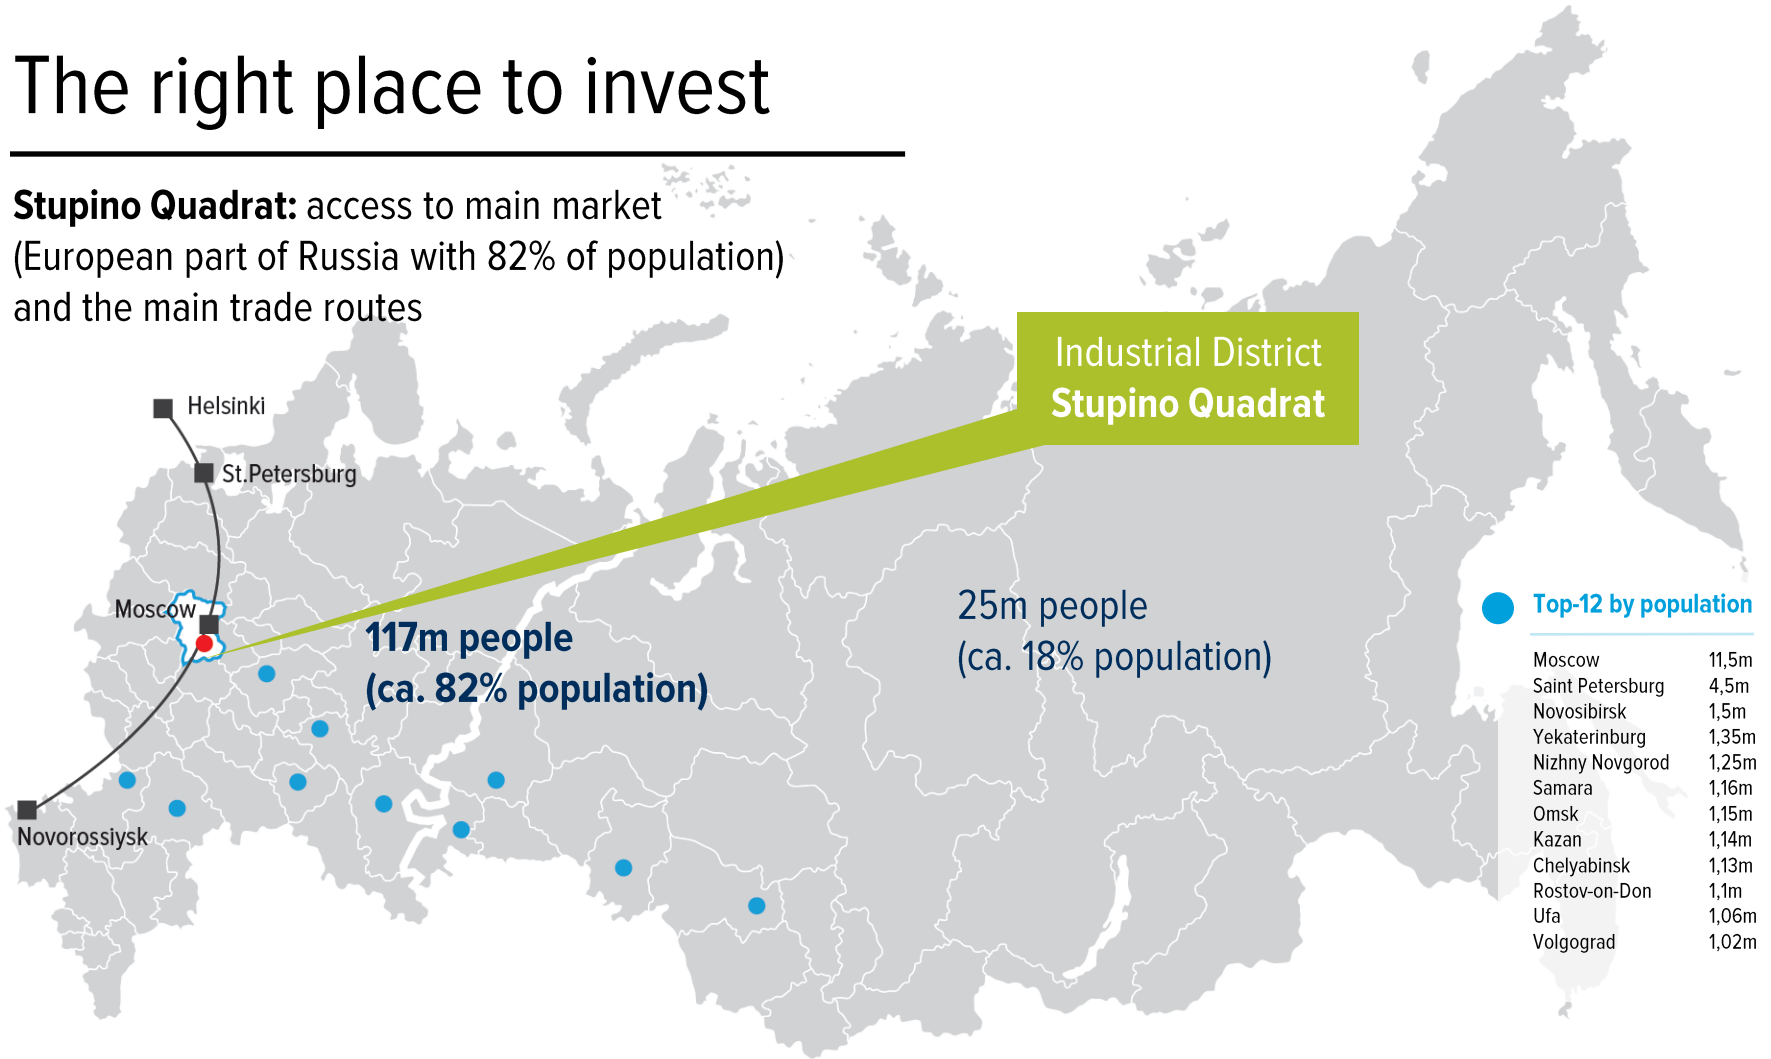 The right place to invest
Stupino Quadrat: access to main market
(European part of Russia with 82% of population)
and the main trade routes
Industrial District
Stupino Quadrat
Helsinki
St.Petersburg
Moscow
117m people
(ca. 82% population)
25m people
(ca. 18% population)
Novorossiysk
Top-12 by population
Moscow 11,5m
Saint Petersburg 4,5m
Novosibirsk 1,5m
Yekaterinburg 1,35m
Nizhny Novgorod 1,25m
Samara 1,16m
Omsk 1,15m
Kazan 1,14m
Chelyabinsk 1,13m
Rostov-on-Don 1,1m
Ufa 1,06m
Volgograd 1,02m